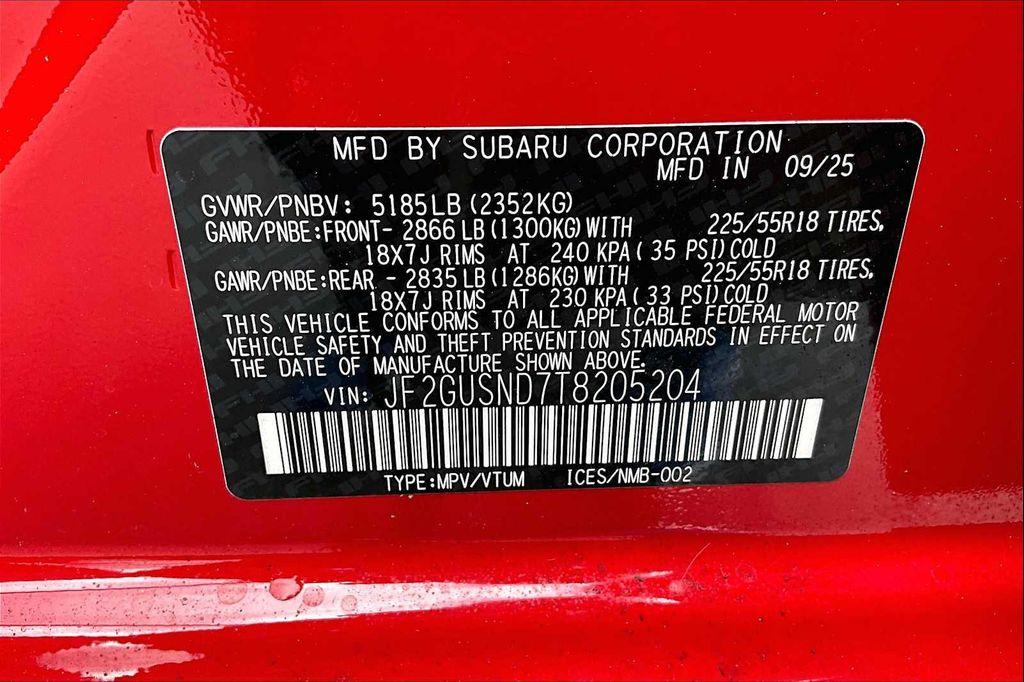 MFD BY SUBARU CORPORATION
MFD IN 09/25
GVWR/PNBV: 5185LB (2352KG)
GAWR/PNBE:FRONT- 2866 LB (1300KG) WITH 225/55R18 TIRES,
18X7J RIMS AT 240 KPA ( 35 PSI) COLD
GAWR/PNBE:REAR - 2835 LB (1286KG) WITH 225/55R18 TIRES,
18X7J RIMS AT 230 KPA ( 33 PSI) COLD
THIS VEHICLE CONFORMS TO ALL APPLICABLE FEDERAL MOTOR
VEHICLE SAFETY AND THEFT PREVENTION STANDARDS IN EFFECT ON
THE DATE OF MANUFACTURE SHOWN ABOVE.
VIN: JF2GUSND7T8205204
TYPE:MPV/VTUM ICES/NMB-002